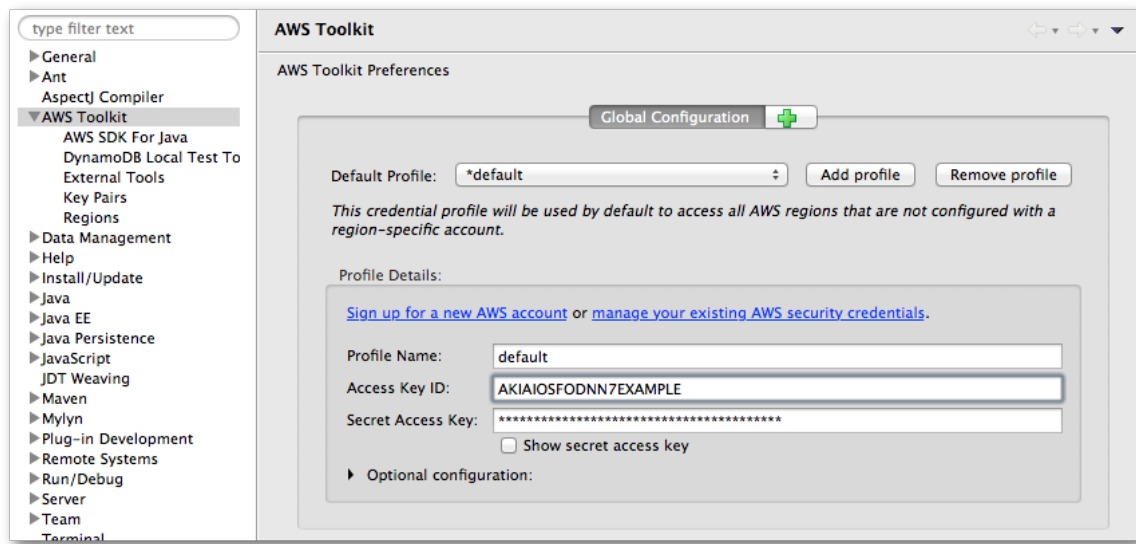 type filter text
General
Ant
AspectJ Compiler
AWS Toolkit
AWS SDK For Java
DynamoDB Local Test To
External Tools
Key Pairs
Regions
Data Management
Help
Install/Update
Java
Java EE
Java Persistence
JavaScript
JDT Weaving
Maven
Mylyn
Plug-in Development
Remote Systems
Run/Debug
Server
Team
Terminal
AWS Toolkit
AWS Toolkit Preferences
Global Configuration
Default Profile: *default Add profile Remove profile
This credential profile will be used by default to access all AWS regions that are not configured with a
region-specific account.
Profile Details:
Sign up for a new AWS account or manage your existing AWS security credentials.
Profile Name: default
Access Key ID: AKIAIOSFODNN7EXAMPLE
Secret Access Key: ****************************************
Show secret access key
Optional configuration: